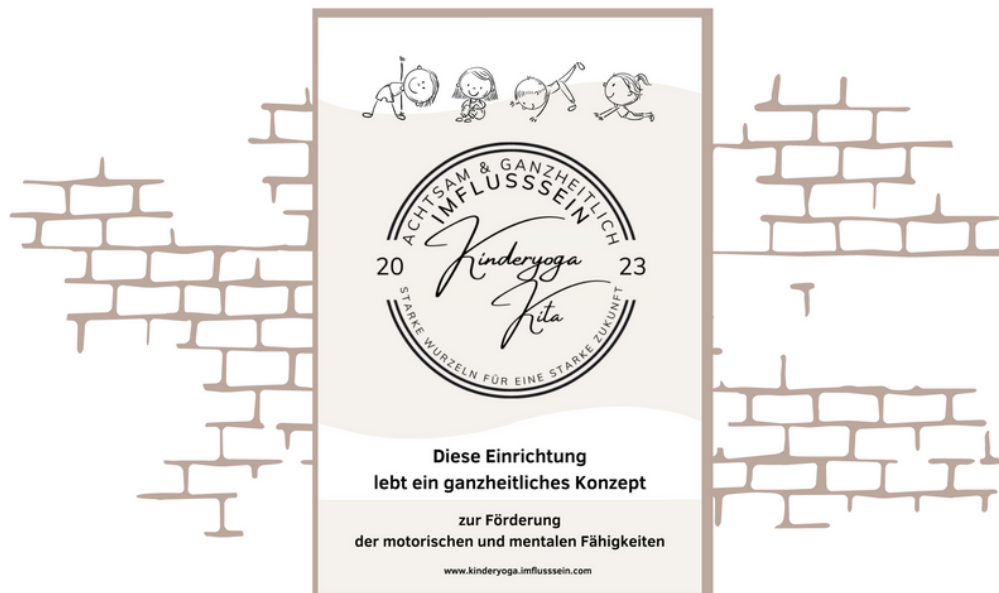 ACHTSAM & GANZHEITLICH
IMFLUSSSEIN
Kinderyoga
20 23
Kita
STARKE WURZELN FÜR EINE STARKE ZUKUNFT
Diese Einrichtung
lebt ein ganzheitliches Konzept
zur Förderung
der motorischen und mentalen Fähigkeiten
www.kinderyoga.imflusssein.com